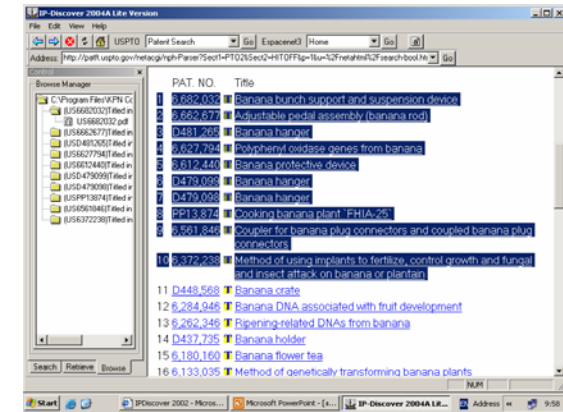 IP-Discover 2004A Lite Version
File Edit View Help
USPTO Patent Search Go Espacenet3 Home Go
Address: http://patft.uspto.gov/netacgi/nph-Parser?Sect1=PTO2&Sect2=HITOFF&p=1&u=%2Fnetahtml%2Fsearch-bool.ht Go
Control
Browse Manager
C:\Program Files\KPN Cc
(US6682032)Titled in
US6682032.pdf
(US6662677)Titled in
(USD481265)Titled in
(US6627794)Titled in
(US6612440)Titled in
(USD479099)Titled in
(USD479098)Titled in
(USPP13874)Titled in
(US6561846)Titled in
(US6372238)Titled in
PAT. NO. Title
1 6,682,032 T Banana bunch support and suspension device
2 6,662,677 T Adjustable pedal assembly (banana rod)
3 D481,265 T Banana hanger
4 6,627,794 T Polyphenyl oxidase genes from banana
5 6,612,440 T Banana protective device
6 D479,099 T Banana hanger
7 D479,098 T Banana hanger
8 PP13,874 T Cooking banana plant `FHIA-25`
9 6,561,846 T Coupler for banana plug connectors and coupled banana plug
connectors
10 6,372,238 T Method of using implants to fertilize, control growth and fungal
and insect attack on banana or plantain
11 D448,568 T Banana crate
12 6,284,946 T Banana DNA associated with fruit development
13 6,262,346 T Ripening-related DNAs from banana
14 D437,735 T Banana holder
15 6,180,160 T Banana flower tea
16 6,133,035 T Method of genetically transforming banana plants
Search Retrieve Browse
NUM
Start IPDiscover 2002 - Micros... Microsoft PowerPoint - [4... IP-Discover 2004A Lit... Address « 9:58